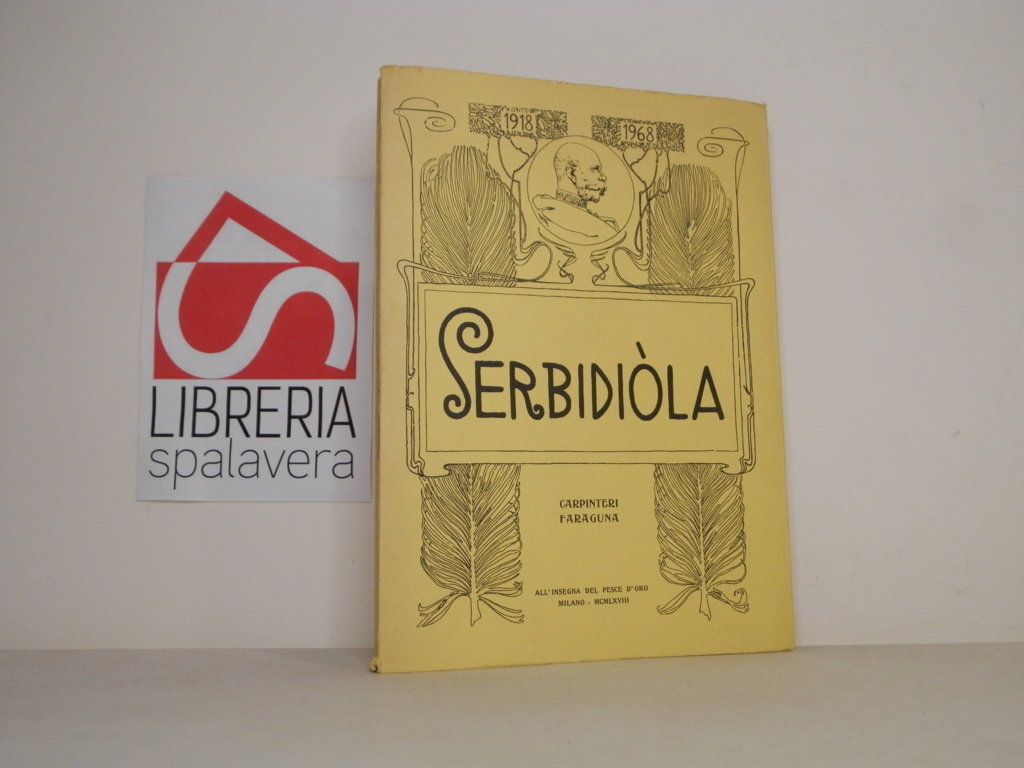 LIBRERIA
spalavera
1918
1968
SERBIDIÒLA
CARPINTERI
FARAGUNA
ALL'INSEGNA DEL PESCE D'ORO
MILANO - MCMLXVIII